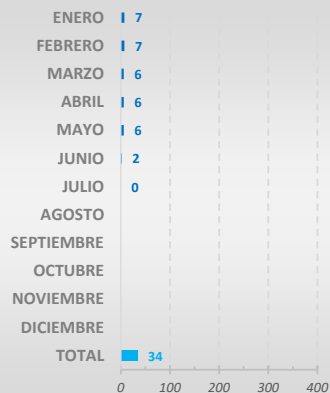 ENERO 7
FEBRERO 7
MARZO 6
ABRIL 6
MAYO 6
JUNIO 2
JULIO 0
AGOSTO
SEPTIEMBRE
OCTUBRE
NOVIEMBRE
DICIEMBRE
TOTAL 34
0 100 200 300 400